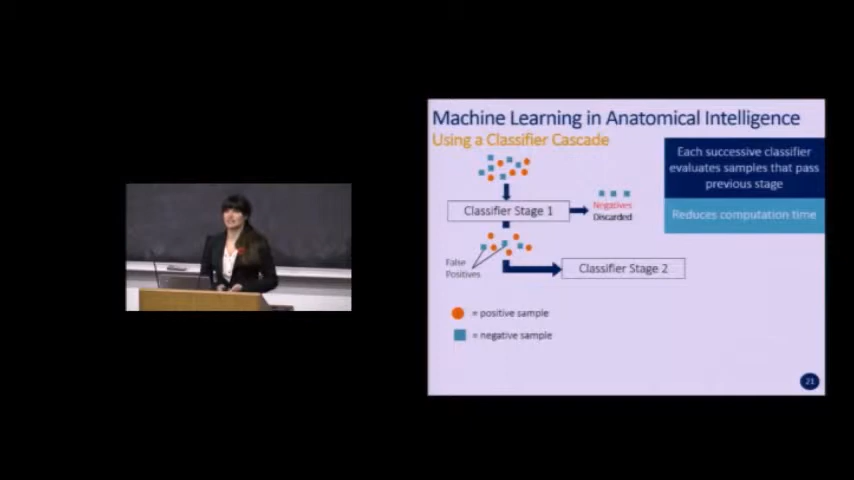 Machine Learning in Anatomical Intelligence
Using a Classifier Cascade
Each successive classifier
evaluates samples that pass
previous stage
Reduces computation time
Classifier Stage 1
Negatives
Discarded
False
Positives
Classifier Stage 2
= positive sample
= negative sample
21